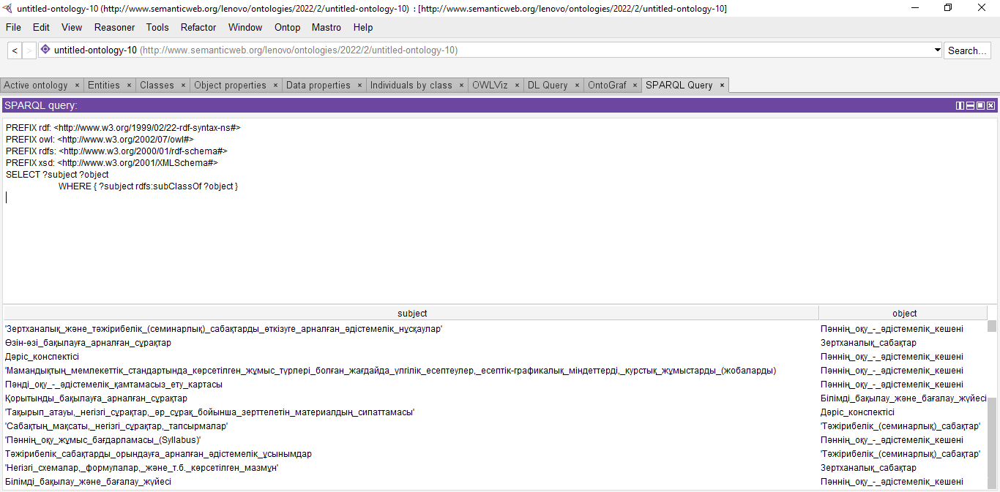 untitled-ontology-10 (http://www.semanticweb.org/lenovo/ontologies/2022/2/untitled-ontology-10) : [http://www.semanticweb.org/lenovo/ontologies/2022/2/untitled-ontology-10]
File Edit View Reasoner Tools Refactor Window Ontop Mastro Help
< > untitled-ontology-10 (http://www.semanticweb.org/lenovo/ontologies/2022/2/untitled-ontology-10) Search...
Active ontology × Entities × Classes × Object properties × Data properties × Individuals by class × OWLViz × DL Query × OntoGraf × SPARQL Query ×
SPARQL query:
PREFIX rdf: <http://www.w3.org/1999/02/22-rdf-syntax-ns#>
PREFIX owl: <http://www.w3.org/2002/07/owl#>
PREFIX rdfs: <http://www.w3.org/2000/01/rdf-schema#>
PREFIX xsd: <http://www.w3.org/2001/XMLSchema#>
SELECT ?subject ?object
WHERE { ?subject rdfs:subClassOf ?object }
subject object
'Зертханалық_және_тәжірибелік_(семинарлық)_сабақтарды_өткізуге_арналған_әдістемелік_нұсқаулар' Пәннің_оқу_-_әдістемелік_кешені
Өзін-өзі_бақылауға_арналған_сұрақтар Зертханалық_сабақтар
Дәріс_конспектісі Пәннің_оқу_-_әдістемелік_кешені
'Мамандықтың_мемлекеттік_стандартында_көрсетілген_жұмыс_түрлері_болған_жағдайда_үлгілік_есептеулер,_есептік-графикалық_міндеттерді,_курстық_жұмыстарды_(жобаларды) Пәннің_оқу_-_әдістемелік_кешені
Пәнді_оқу_-_әдістемелік_қамтамасыз_ету_картасы Пәннің_оқу_-_әдістемелік_кешені
Қорытынды_бақылауға_арналған_сұрақтар Білімді_бақылау_және_бағалау_жүйесі
'Тақырып_атауы,_негізгі_сұрақтар,_әр_сұрақ_бойынша_зерттелетін_материалдың_сипаттамасы' Дәріс_конспектісі
'Сабақтың_мақсаты,_негізгі_сұрақтар,_тапсырмалар' 'Тәжірибелік_(семинарлық)_сабақтар'
'Пәннің_оқу_жұмыс_бағдарламасы_(Syllabus)' Пәннің_оқу_-_әдістемелік_кешені
Тәжірибелік_сабақтарды_орындауға_арналған_әдістемелік_ұсынымдар 'Тәжірибелік_(семинарлық)_сабақтар'
'Негізгі_схемалар,_формулалар,_және_т.б._көрсетілген_мазмұн' Зертханалық_сабақтар
Білімді_бақылау_және_бағалау_жүйесі Пәннің_оқу_-_әдістемелік_кешені